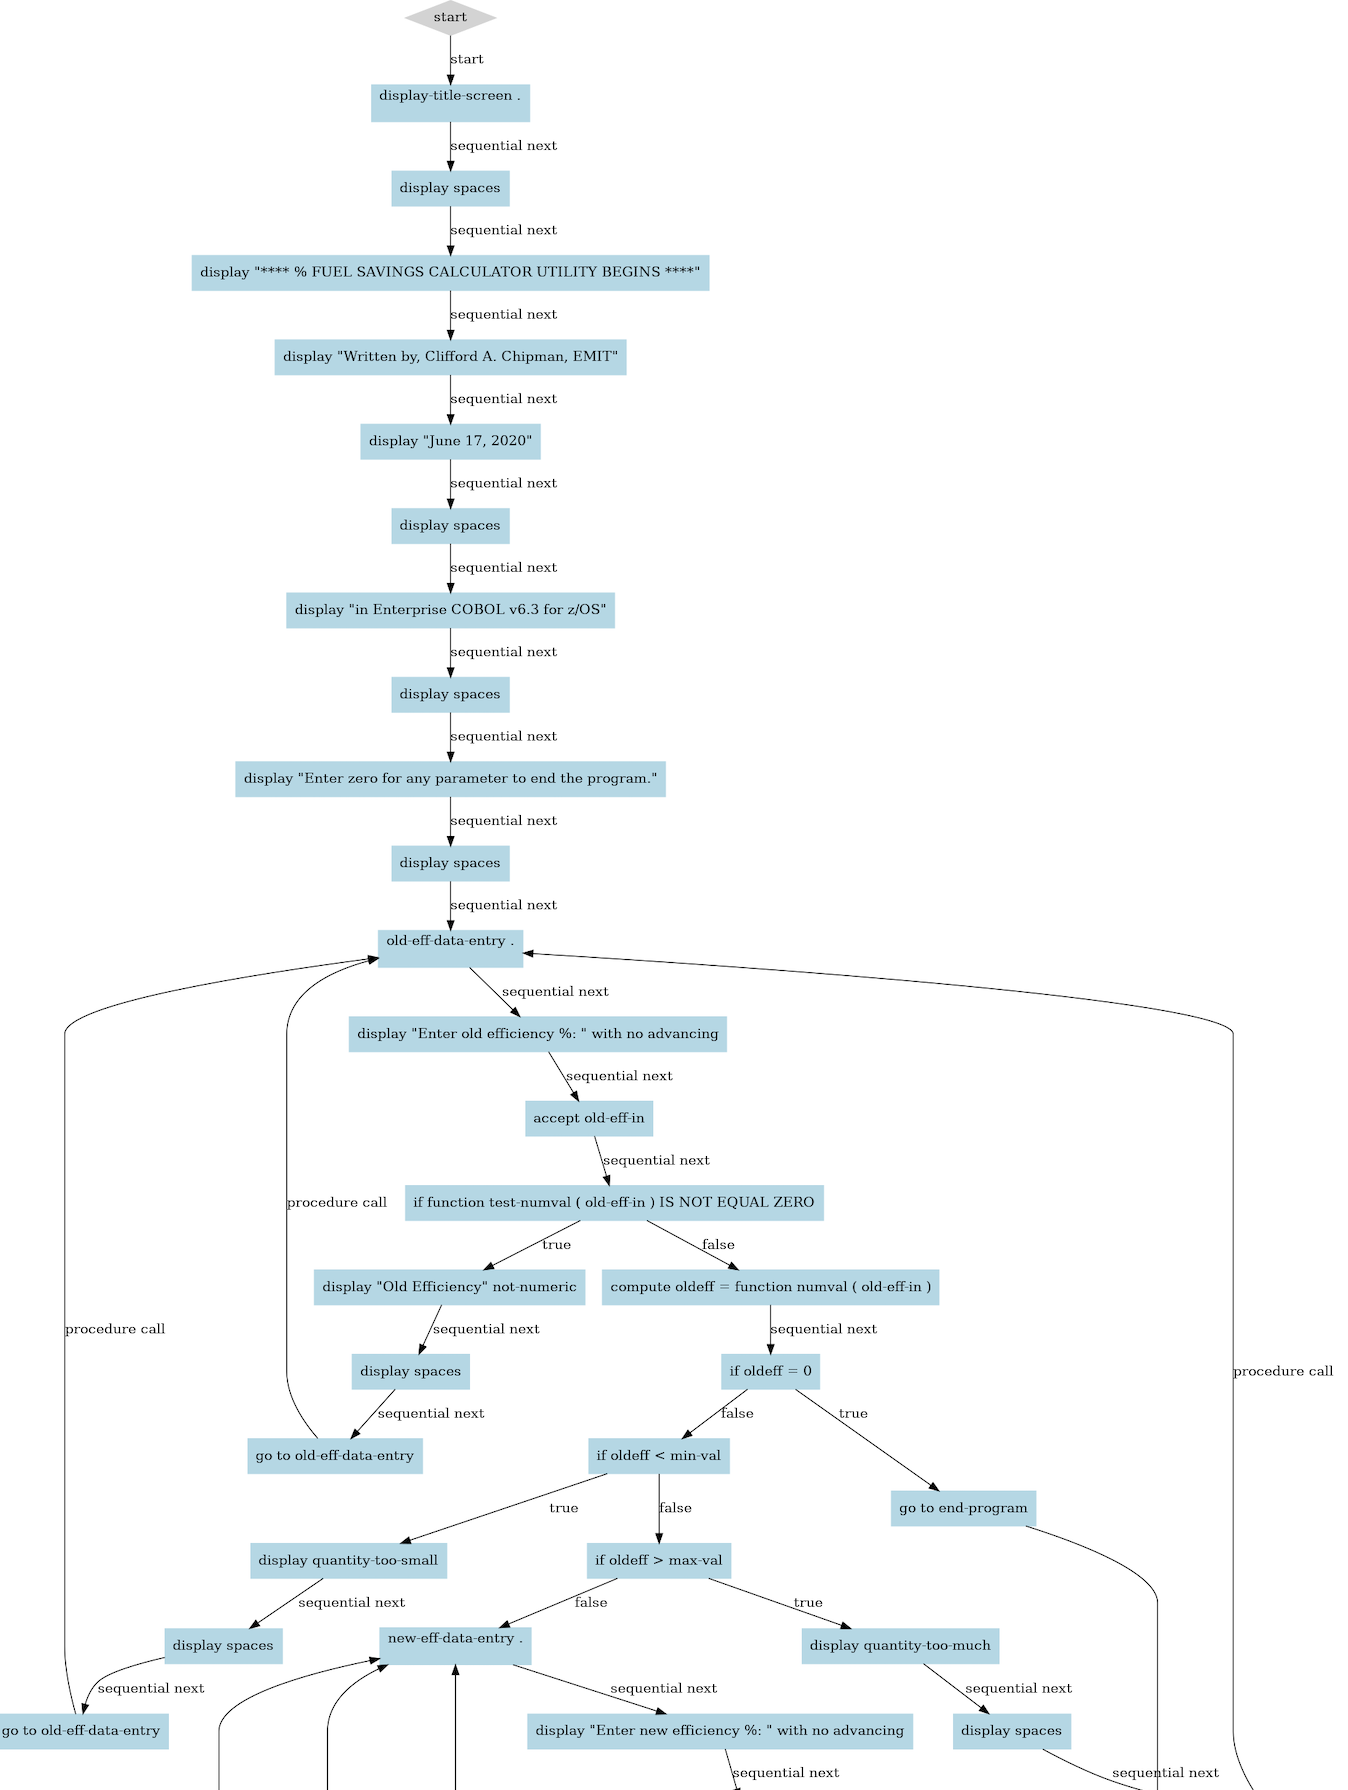 start
start
display-title-screen .
sequential next
display spaces
sequential next
display "**** % FUEL SAVINGS CALCULATOR UTILITY BEGINS ****"
sequential next
display "Written by, Clifford A. Chipman, EMIT"
sequential next
display "June 17, 2020"
sequential next
display spaces
sequential next
display "in Enterprise COBOL v6.3 for z/OS"
sequential next
display spaces
sequential next
display "Enter zero for any parameter to end the program."
sequential next
display spaces
sequential next
old-eff-data-entry .
sequential next
display "Enter old efficiency %: " with no advancing
sequential next
accept old-eff-in
sequential next
procedure call
if function test-numval ( old-eff-in ) IS NOT EQUAL ZERO
true
false
display "Old Efficiency" not-numeric
compute oldeff = function numval ( old-eff-in )
procedure call
sequential next
sequential next
display spaces
if oldeff = 0
procedure call
sequential next
false
true
go to old-eff-data-entry
if oldeff < min-val
true
false
go to end-program
display quantity-too-small
if oldeff > max-val
sequential next
false
true
display spaces
new-eff-data-entry .
display quantity-too-much
sequential next
sequential next
sequential next
go to old-eff-data-entry
display "Enter new efficiency %: " with no advancing
display spaces
sequential next
sequential next